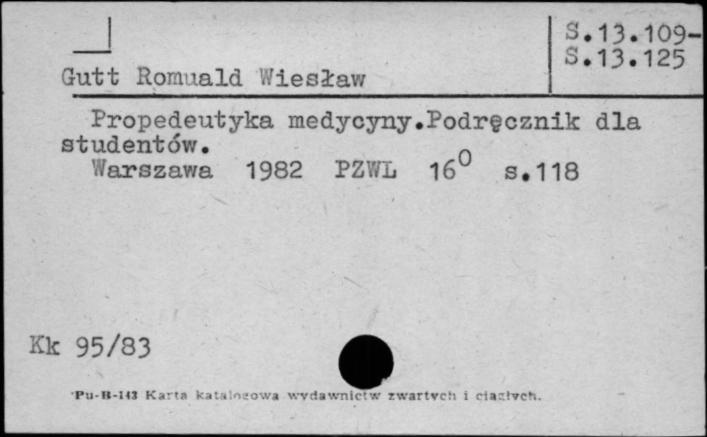 S.13.109-
S.13.125
Gutt Romuald Wiesław
Propedeutyka medycyny.Podręcznik dla
studentów.
Warszawa 1982 PZWL 16⁰ s.118
Kk 95/83
Pu-B-143 Karta katalogowa wydawnictw zwartych i ciągłych.